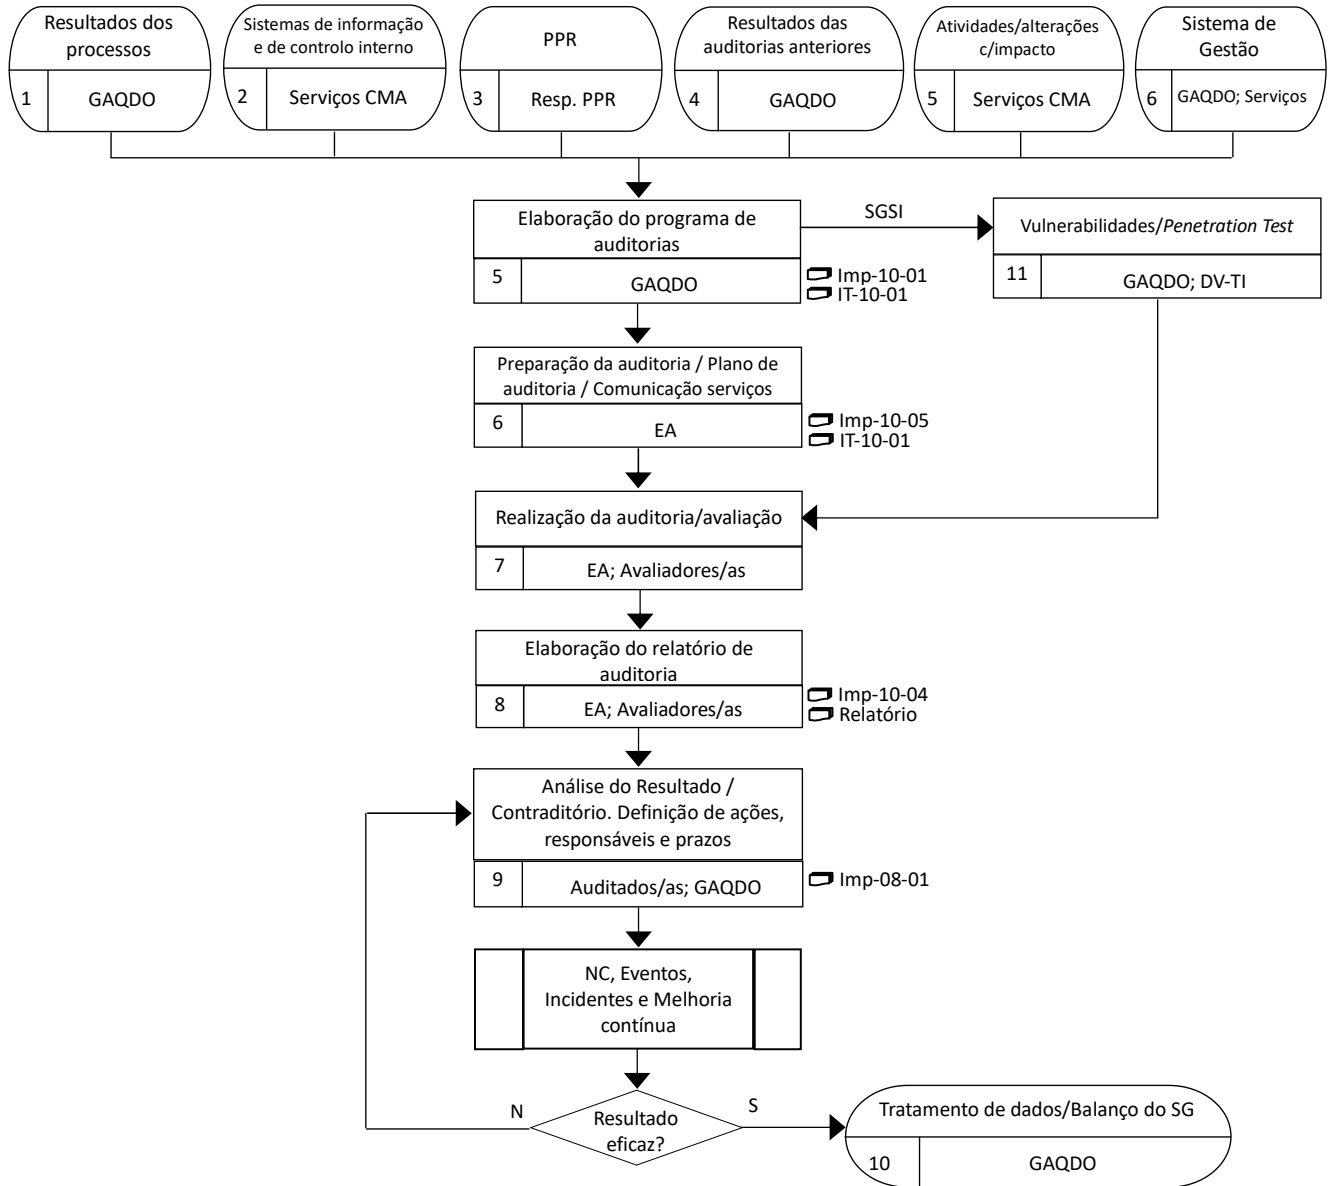 Resultados dos
processos
1
GAQDO
Sistemas de informação
e de controlo interno
2
Serviços CMA
PPR
3
Resp. PPR
Resultados das
auditorias anteriores
4
GAQDO
Atividades/alterações
c/impacto
5
Serviços CMA
Sistema de
Gestão
6
GAQDO; Serviços
Elaboração do programa de
auditorias
5
GAQDO
Imp-10-01
IT-10-01
SGSI
Vulnerabilidades/Penetration Test
11
GAQDO; DV-TI
Preparação da auditoria / Plano de
auditoria / Comunicação serviços
6
EA
Imp-10-05
IT-10-01
Realização da auditoria/avaliação
7
EA; Avaliadores/as
Elaboração do relatório de
auditoria
8
EA; Avaliadores/as
Imp-10-04
Relatório
Análise do Resultado /
Contraditório. Definição de ações,
responsáveis e prazos
9
Auditados/as; GAQDO
Imp-08-01
NC, Eventos,
Incidentes e Melhoria
contínua
N
Resultado
eficaz?
S
Tratamento de dados/Balanço do SG
10
GAQDO